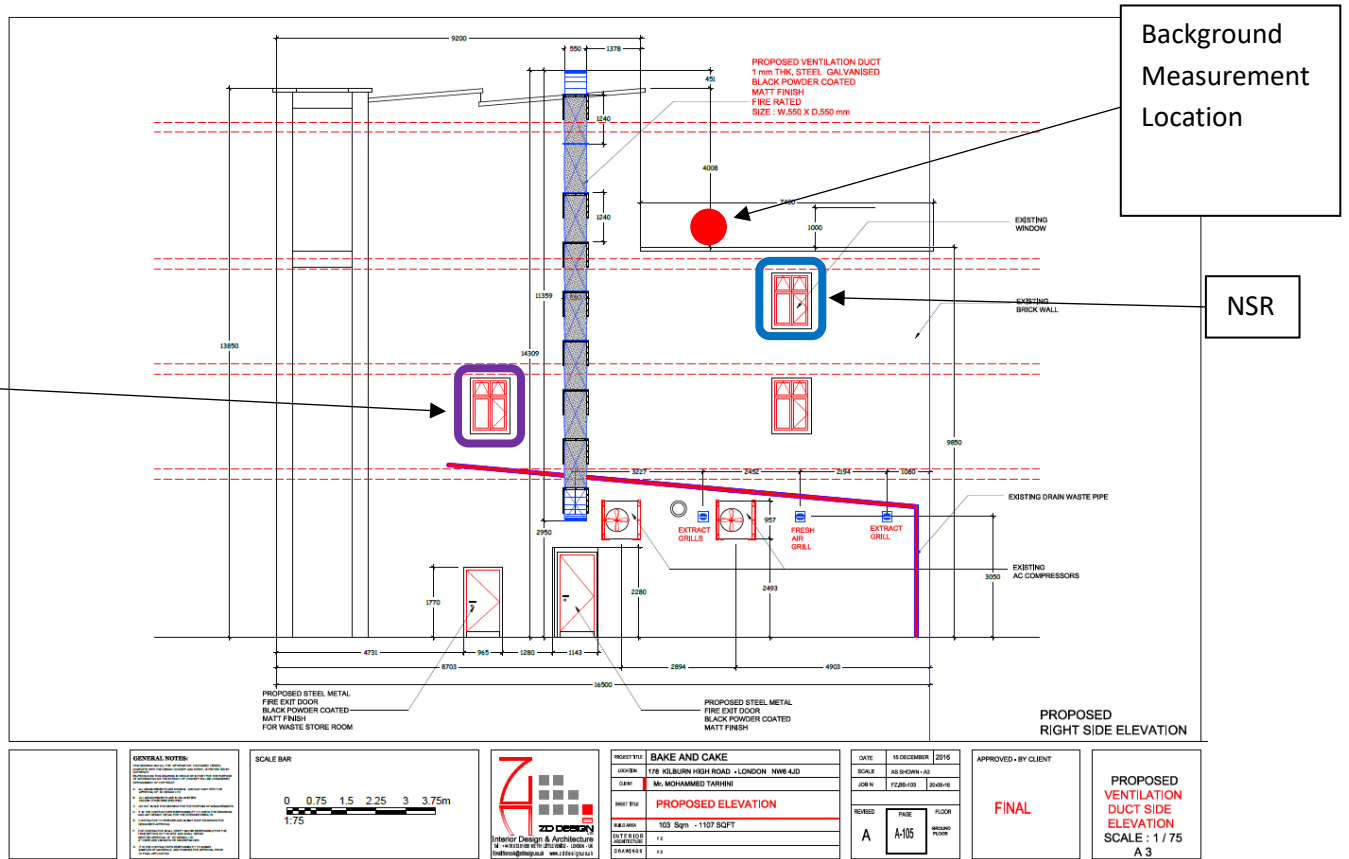 Background
Measurement
Location
NSR
9200
550
1378
451
PROPOSED VENTILATION DUCT
1 mm THK, STEEL GALVANISED
BLACK POWDER COATED
MATT FINISH
FIRE RATED
SIZE : W,550 X D.550 mm
1240
4008
1240
1000
EXISTING
WINDOW
11359
EXISTING
BRICK WALL
13850
14309
9850
3227
2452
2194
1080
EXISTING DRAIN WASTE PIPE
957
EXTRACT
GRILLS
FRESH
AIR
GRILL
EXTRACT
GRILL
2950
EXISTING
AC COMPRESSORS
3050
1770
2280
2493
4731
965
1280
1143
8703
2894
4903
16500
PROPOSED STEEL METAL
FIRE EXIT DOOR
BLACK POWDER COATED
MATT FINISH
FOR WASTE STORE ROOM
PROPOSED STEEL METAL
FIRE EXIT DOOR
BLACK POWDER COATED
MATT FINISH
PROPOSED
RIGHT SIDE ELEVATION
GENERAL NOTES:
SCALE BAR
0 0.75 1.5 2.25 3 3.75m
1:75
ZD DESIGN
Interior Design & Architecture
PROJECT TITLE BAKE AND CAKE
LOCATION 178 KILBURN HIGH ROAD - LONDON NW6 4JD
CLIENT Mr. MOHAMMED TARHINI
SHEET TITLE PROPOSED ELEVATION
BUILD AREA 103 Sqm - 1107 SQFT
INTERIOR ARCHITECTURE F.Z
DRAWINGS F.Z
DATE 15 DECEMBER 2016
SCALE AS SHOWN - A3
JOB N
REVISED PAGE FLOOR
A A-105 GROUND FLOOR
APPROVED - BY CLIENT
FINAL
PROPOSED
VENTILATION
DUCT SIDE
ELEVATION
SCALE : 1 / 75
A 3